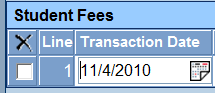 Student Fees
Line Transaction Date
1 11/4/2010